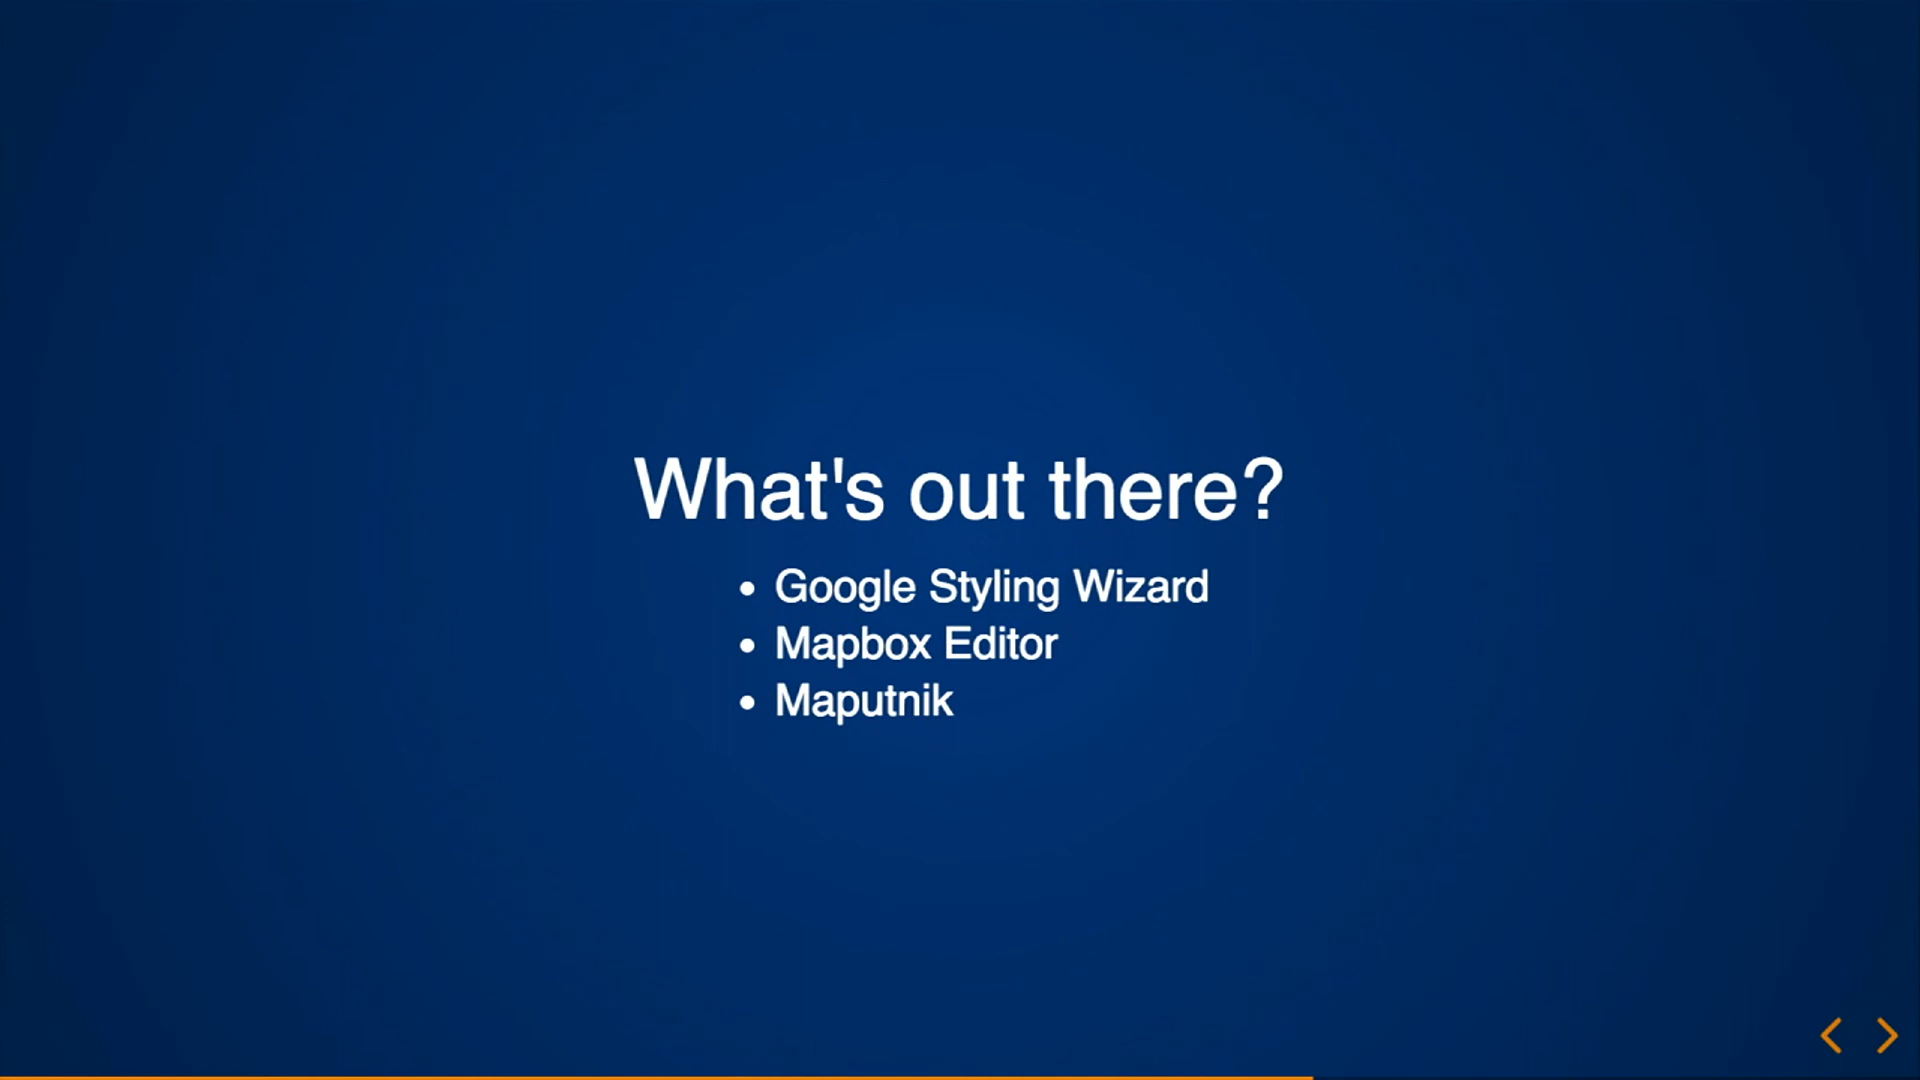 What's out there?
• Google Styling Wizard
• Mapbox Editor
• Maputnik